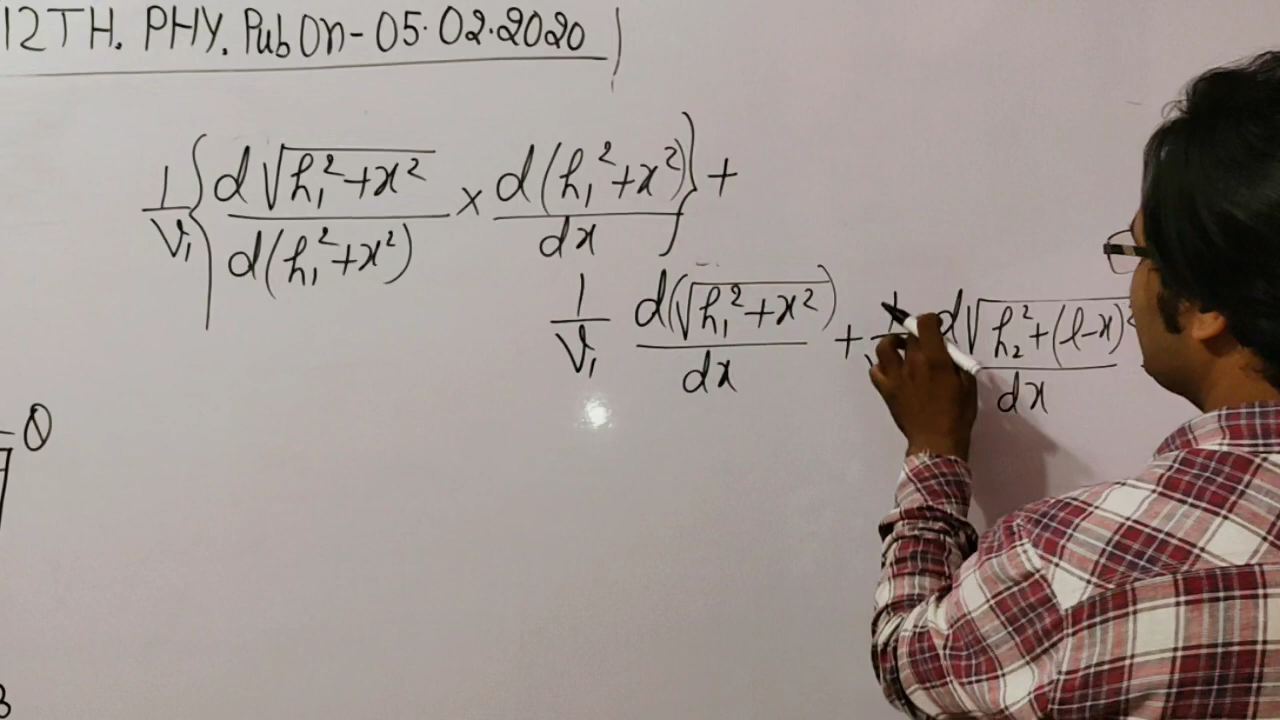 12TH. PHY. Pub On - 05.02.2020
1/V₁ { d√(h₁²+x²) / d(h₁²+x²) × d(h₁²+x²) / dx } +
1/V₁ d(√(h₁²+x²)) / dx + 1/ d√(h₂²+(l-x)²) / dx
Q
B